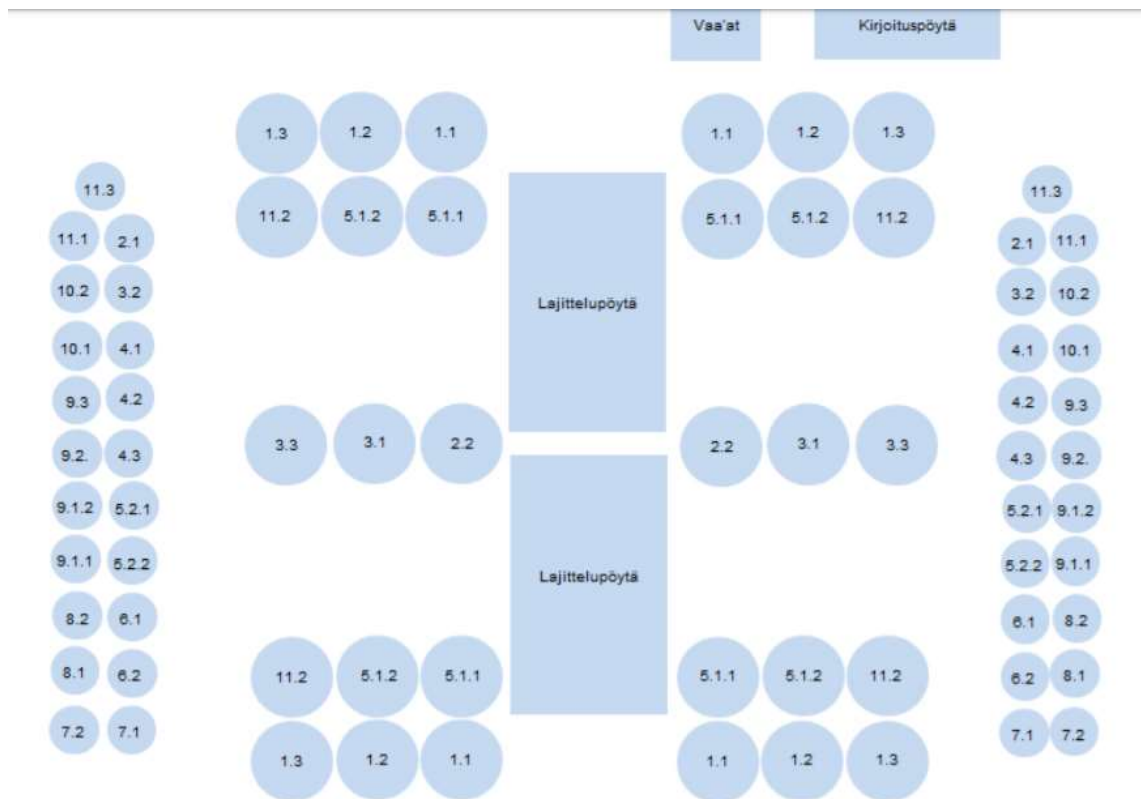 Vaa'at Kirjoituspöytä
1.3 1.2 1.1 1.1 1.2 1.3
11.3 11.3
11.2 5.1.2 5.1.1 5.1.1 5.1.2 11.2
11.1 2.1 2.1 11.1
10.2 3.2 3.2 10.2
Lajittelupöytä
10.1 4.1 4.1 10.1
9.3 4.2 4.2 9.3
3.3 3.1 2.2 2.2 3.1 3.3
9.2. 4.3 4.3 9.2.
9.1.2 5.2.1 5.2.1 9.1.2
9.1.1 5.2.2 5.2.2 9.1.1
Lajittelupöytä
8.2 6.1 6.1 8.2
8.1 6.2 11.2 5.1.2 5.1.1 5.1.1 5.1.2 11.2 6.2 8.1
7.2 7.1 7.1 7.2
1.3 1.2 1.1 1.1 1.2 1.3